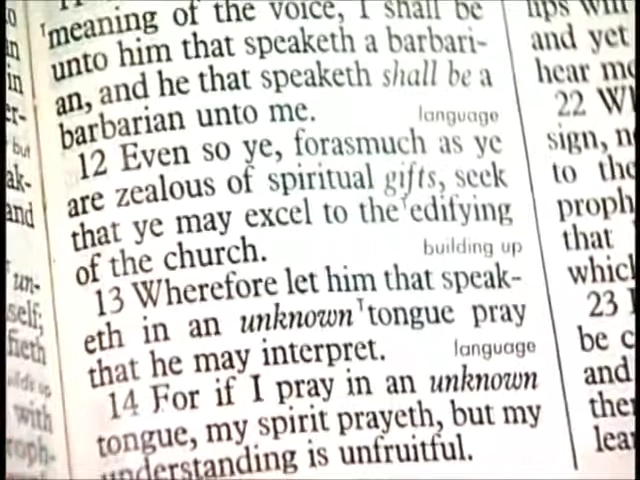 meaning of the voice, I shall be
unto him that speaketh a barbari-
an, and he that speaketh shall be a
barbarian unto me. language
12 Even so ye, forasmuch as ye
are zealous of spiritual gifts, seek
that ye may excel to the edifying
of the church. building up
13 Wherefore let him that speak-
eth in an unknown tongue pray
that he may interpret. language
14 For if I pray in an unknown
tongue, my spirit prayeth, but my
understanding is unfruitful.
and yet
hear
22
sign,
to the
that
which
23
be
and
un-
self;
with
and
but